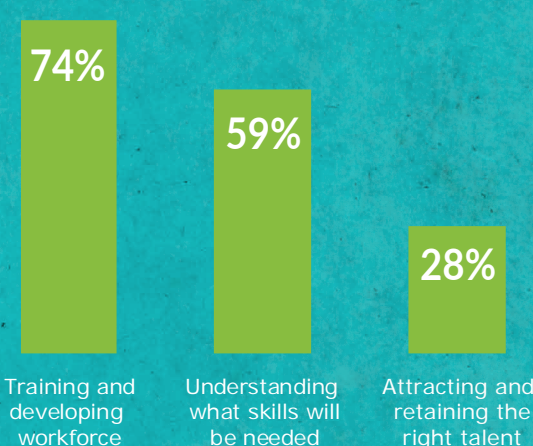 74%
59%
28%
Training and
developing
workforce
Understanding
what skills will
be needed
Attracting and
retaining the
right talent